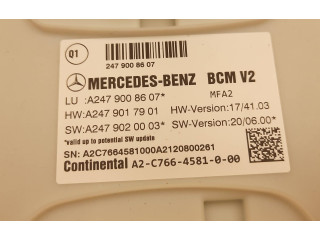 Q1
247 900 86 07
MERCEDES-BENZ BCM V2
LU :A247 900 86 07* MFA2
HW:A247 901 79 01 HW-Version:17/41.03
SW:A247 902 00 03* SW-Version:20/06.00*
*valid up to potential SW update
SN: A2C7664581000A2120800261
Continental A2-C766-4581-0-00